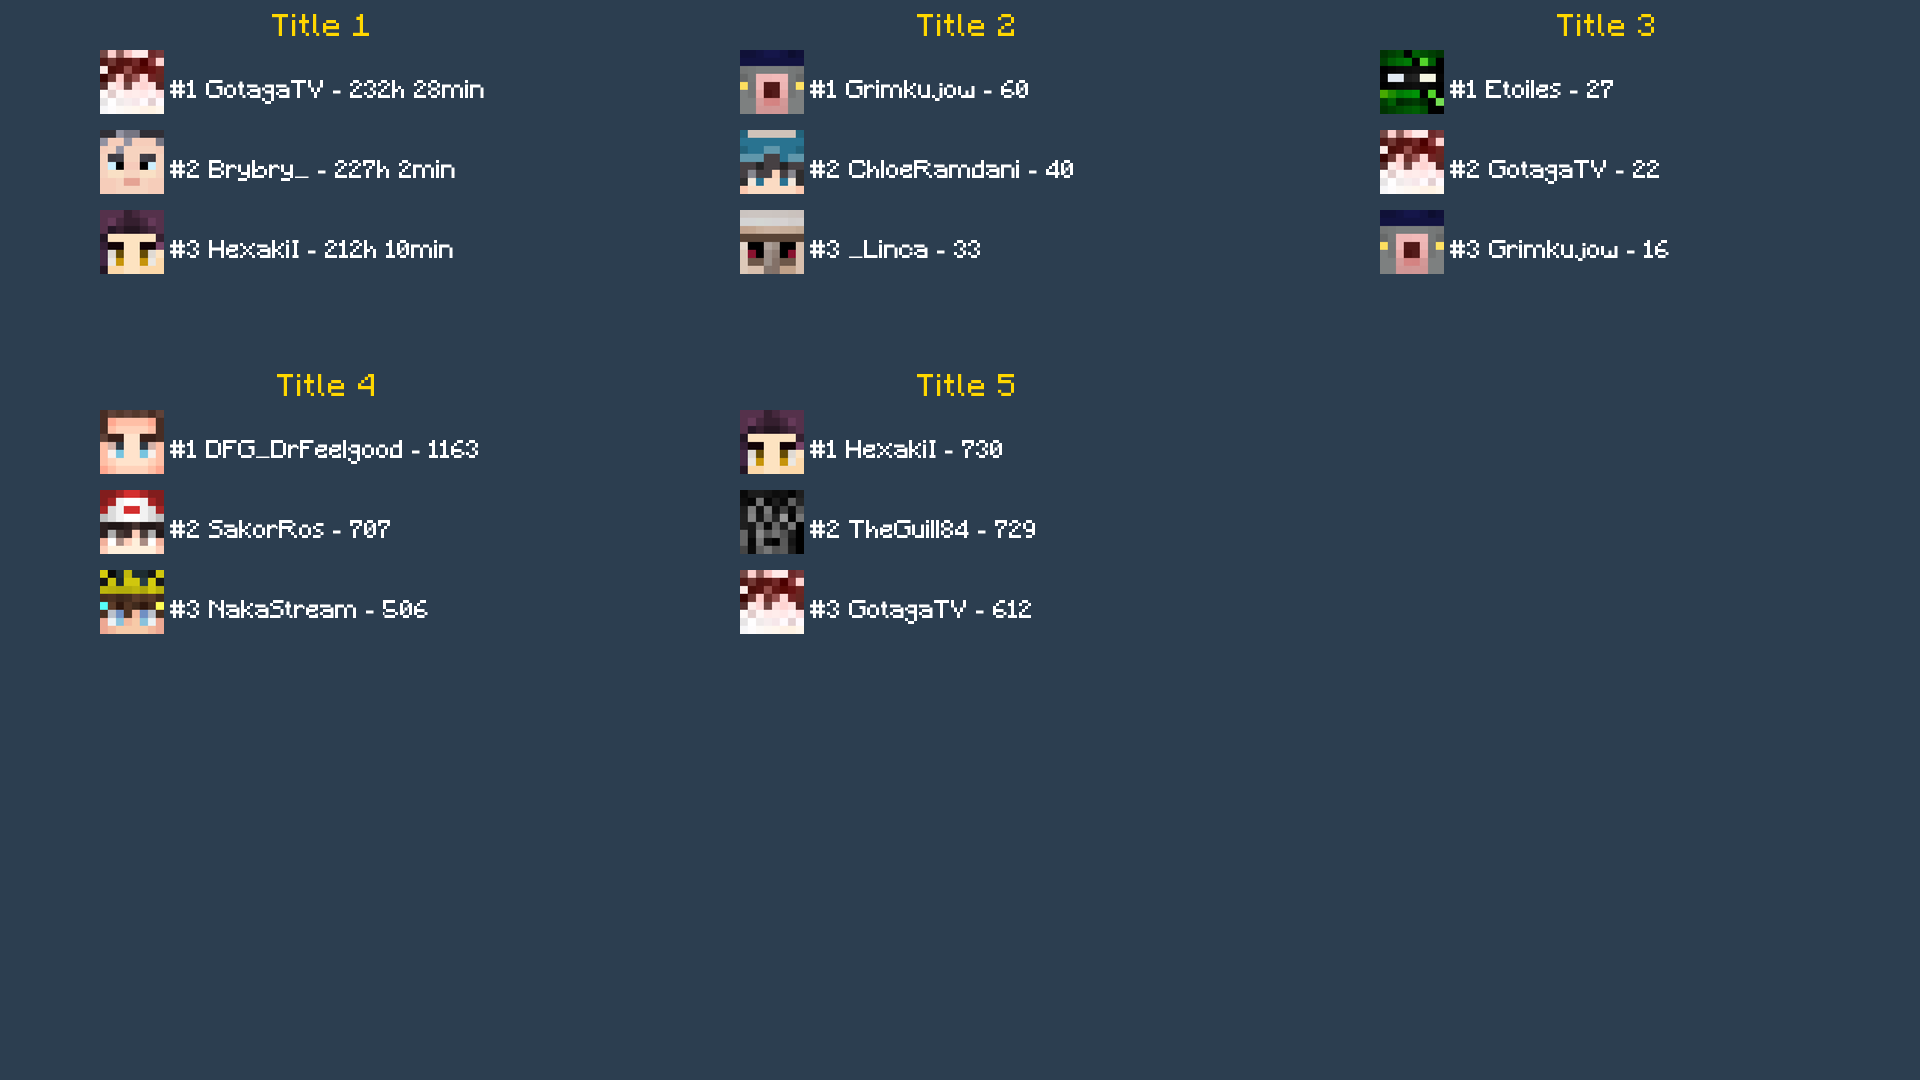 Title 1
#1 GotagaTV - 232h 28min
#2 Brybry_ - 227h 2min
#3 HexakiI - 212h 10min
Title 2
#1 Grimkujow - 60
#2 ChloeRamdani - 40
#3 _Linca - 33
Title 3
#1 Etoiles - 27
#2 GotagaTV - 22
#3 Grimkujow - 16
Title 4
#1 DFG_DrFeelgood - 1163
#2 SakorRos - 707
#3 NakaStream - 506
Title 5
#1 HexakiI - 730
#2 TheGuill84 - 729
#3 GotagaTV - 612